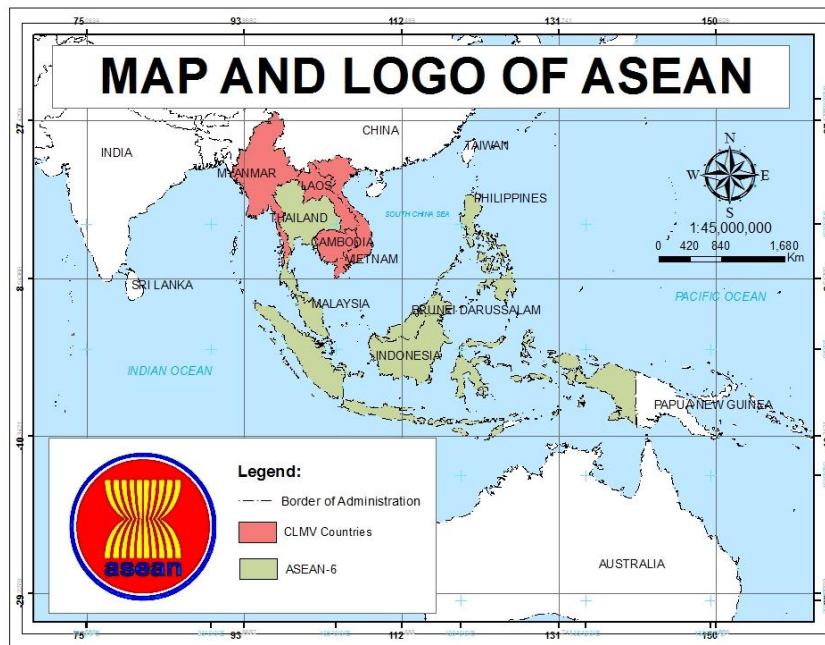 75 93 112 131 150
MAP AND LOGO OF ASEAN
27
CHINA
INDIA
TAIWAN
N
W E
S
MYANMAR
LAOS
PHILIPPINES
THAILAND
SOUTH CHINA SEA
1:45,000,000
0 420 840 1,680
Km
CAMBODIA
VIETNAM
8
SRI LANKA
MALAYSIA
PACIFIC OCEAN
BRUNEI DARUSSALAM
INDONESIA
INDIAN OCEAN
PAPUA NEW GUINEA
-10
Legend:
Border of Administration
CLMV Countries
ASEAN-6
asean
AUSTRALIA
-29
75 93 112 131 150